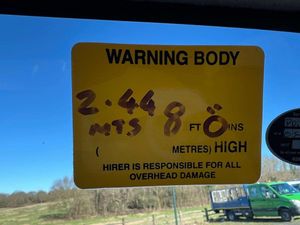 WARNING BODY
2.44 8 FT 0 INS
MTS
( METRES) HIGH
HIRER IS RESPONSIBLE FOR ALL
OVERHEAD DAMAGE